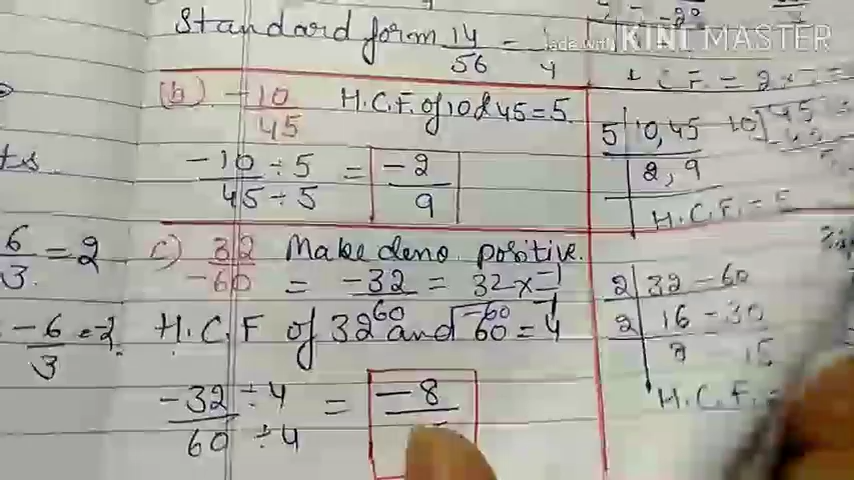 Standard form 14/56 = 1/4
made with KINEMASTER
(b) -10/45 H.C.F. of 10 & 45 = 5
-10 ÷ 5 / 45 ÷ 5 = -2/9
5 | 10, 45
2, 9
H.C.F. = 5
6/3 = 2
c) 32/-60 Make deno positive.
= -32/60 = 32 × -1 / -60 × -1
-6/3 = 2
H.C.F of 32 and 60 = 4
-32 ÷ 4 / 60 ÷ 4 = -8
2 | 32 - 60
2 | 16 - 30
15
H.C.F. =